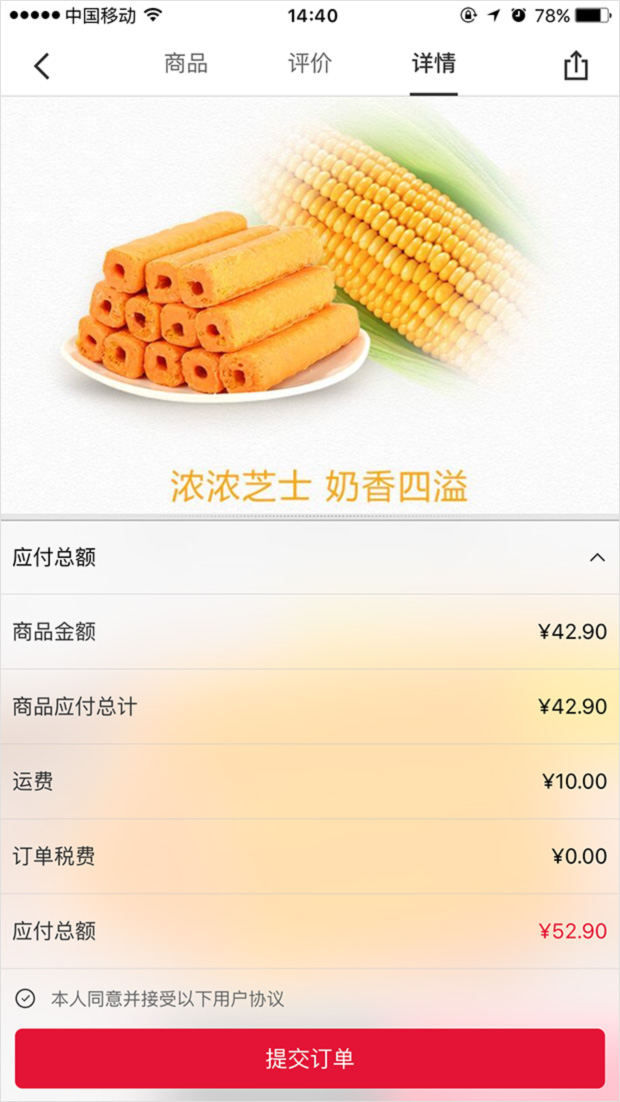 中国移动 14:40 78%
商品 评价 详情
浓浓芝士 奶香四溢
应付总额
商品金额 ¥42.90
商品应付总计 ¥42.90
运费 ¥10.00
订单税费 ¥0.00
应付总额 ¥52.90
本人同意并接受以下用户协议
提交订单